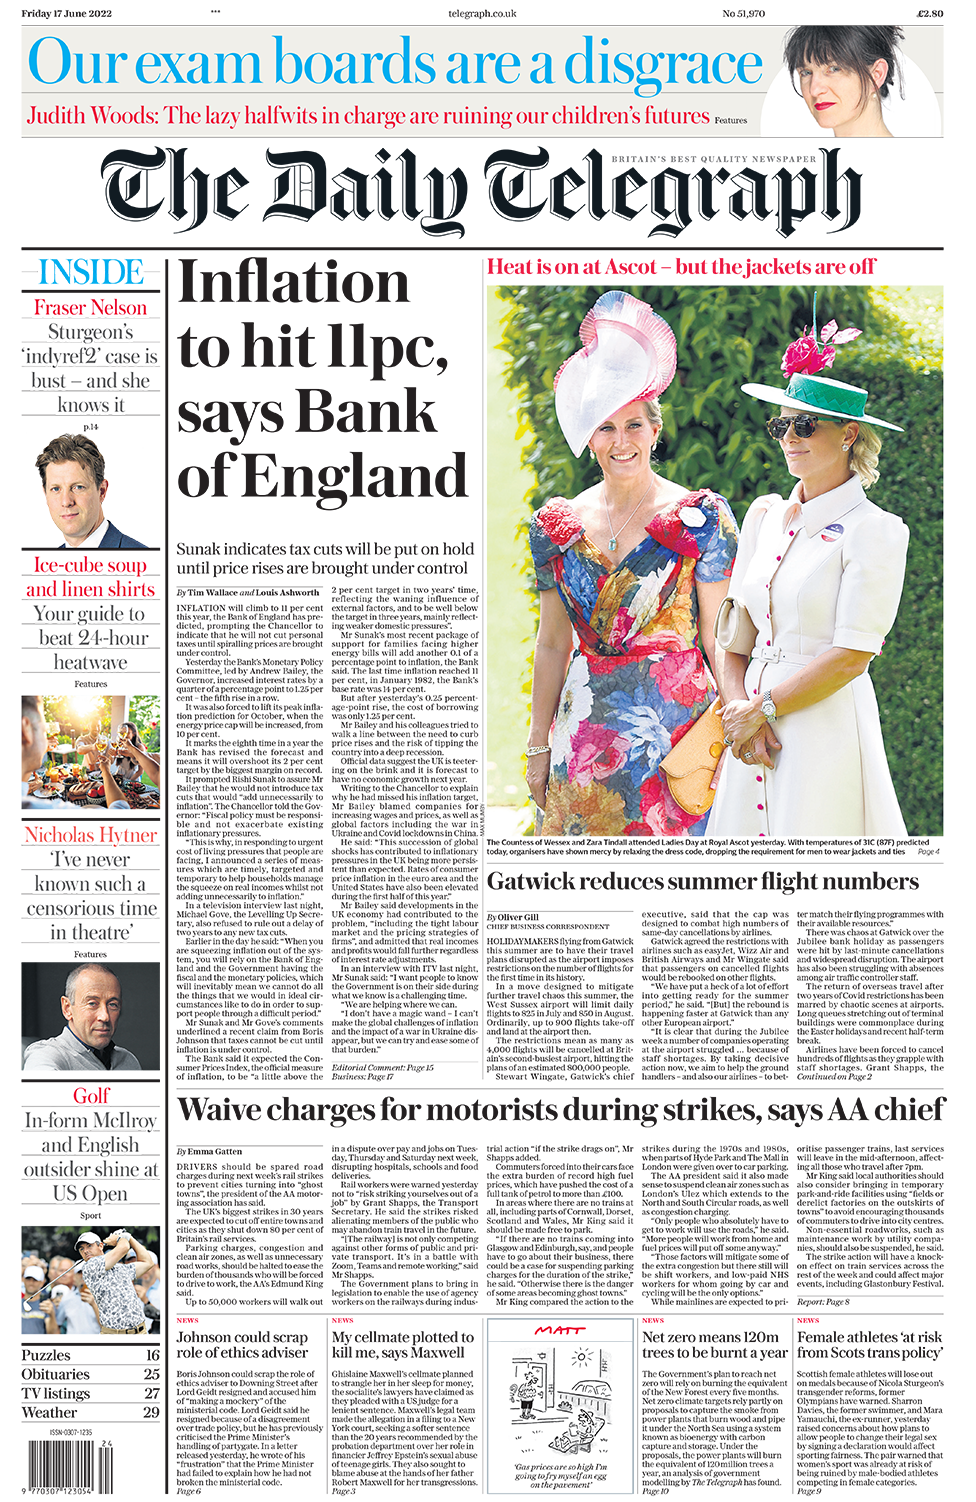 Friday 17 June 2022
***
telegraph.co.uk
No 51,970
£2.80
Our exam boards are a disgrace
Judith Woods: The lazy halfwits in charge are ruining our children's futures Features
BRITAIN'S BEST QUALITY NEWSPAPER
The Daily Telegraph
INSIDE
Fraser Nelson
Sturgeon's
'indyref2' case is
bust – and she
knows it
p.14
Ice-cube soup
and linen shirts
Your guide to
beat 24-hour
heatwave
Features
Nicholas Hytner
'I've never
known such a
censorious time
in theatre'
Features
Golf
In-form McIlroy
and English
outsider shine at
US Open
Sport
Puzzles 16
Obituaries 25
TV listings 27
Weather 29
ISSN-0307-1235
24
9 770307 123054
Inflation
to hit 11pc,
says Bank
of England
Sunak indicates tax cuts will be put on hold
until price rises are brought under control
By Tim Wallace and Louis Ashworth
INFLATION will climb to 11 per cent
this year, the Bank of England has pre-
dicted, prompting the Chancellor to
indicate that he will not cut personal
taxes until spiralling prices are brought
under control.
Yesterday the Bank's Monetary Policy
Committee, led by Andrew Bailey, the
Governor, increased interest rates by a
quarter of a percentage point to 1.25 per
cent – the fifth rise in a row.
It was also forced to lift its peak infla-
tion prediction for October, when the
energy price cap will be increased, from
10 per cent.
It marks the eighth time in a year the
Bank has revised the forecast and
means it will overshoot its 2 per cent
target by the biggest margin on record.
It prompted Rishi Sunak to assure Mr
Bailey that he would not introduce tax
cuts that would "add unnecessarily to
inflation". The Chancellor told the Gov-
ernor: "Fiscal policy must be responsi-
ble and not exacerbate existing
inflationary pressures.
"This is why, in responding to urgent
cost of living pressures that people are
facing, I announced a series of meas-
ures which are timely, targeted and
temporary to help households manage
the squeeze on real incomes whilst not
adding unnecessarily to inflation."
In a television interview last night,
Michael Gove, the Levelling Up Secre-
tary, also refused to rule out a delay of
two years to any new tax cuts.
Earlier in the day he said: "When you
are squeezing inflation out of the sys-
tem, you will rely on the Bank of Eng-
land and the Government having the
fiscal and the monetary policies, which
will inevitably mean we cannot do all
the things that we would in ideal cir-
cumstances like to do in order to sup-
port people through a difficult period."
Mr Sunak and Mr Gove's comments
underlined a recent claim from Boris
Johnson that taxes cannot be cut until
inflation is under control.
The Bank said it expected the Con-
sumer Prices Index, the official measure
of inflation, to be "a little above the
2 per cent target in two years' time,
reflecting the waning influence of
external factors, and to be well below
the target in three years, mainly reflect-
ing weaker domestic pressures".
Mr Sunak's most recent package of
support for families facing higher
energy bills will add another 0.1 of a
percentage point to inflation, the Bank
said. The last time inflation reached 11
per cent, in January 1982, the Bank's
base rate was 14 per cent.
But after yesterday's 0.25 percent-
age-point rise, the cost of borrowing
was only 1.25 per cent.
Mr Bailey and his colleagues tried to
walk a line between the need to curb
price rises and the risk of tipping the
country into a deep recession.
Official data suggest the UK is teeter-
ing on the brink and it is forecast to
have no economic growth next year.
Writing to the Chancellor to explain
why he had missed his inflation target,
Mr Bailey blamed companies for
increasing wages and prices, as well as
global factors including the war in
Ukraine and Covid lockdowns in China.
He said: "This succession of global
shocks has contributed to inflationary
pressures in the UK being more persis-
tent than expected. Rates of consumer
price inflation in the euro area and the
United States have also been elevated
during the first half of this year."
Mr Bailey said developments in the
UK economy had contributed to the
problem, "including the tight labour
market and the pricing strategies of
firms", and admitted that real incomes
and profits would fall further regardless
of interest rate adjustments.
In an interview with ITV last night,
Mr Sunak said: "I want people to know
the Government is on their side during
what we know is a challenging time.
"We are helping where we can.
"I don't have a magic wand – I can't
make the global challenges of inflation
and the impact of a war in Ukraine dis-
appear, but we can try and ease some of
that burden."
Editorial Comment: Page 15
Business: Page 17
Heat is on at Ascot – but the jackets are off
MAX MUMBY
The Countess of Wessex and Zara Tindall attended Ladies Day at Royal Ascot yesterday. With temperatures of 31C (87F) predicted
today, organisers have shown mercy by relaxing the dress code, dropping the requirement for men to wear jackets and ties Page 4
Gatwick reduces summer flight numbers
By Oliver Gill
CHIEF BUSINESS CORRESPONDENT
HOLIDAYMAKERS flying from Gatwick
this summer are to have their travel
plans disrupted as the airport imposes
restrictions on the number of flights for
the first time in its history.
In a move designed to mitigate
further travel chaos this summer, the
West Sussex airport will limit daily
flights to 825 in July and 850 in August.
Ordinarily, up to 900 flights take-off
and land at the airport then.
The restrictions mean as many as
4,000 flights will be cancelled at Brit-
ain's second-busiest airport, hitting the
plans of an estimated 800,000 people.
Stewart Wingate, Gatwick's chief
executive, said that the cap was
designed to combat high numbers of
same-day cancellations by airlines.
Gatwick agreed the restrictions with
airlines such as easyJet, Wizz Air and
British Airways and Mr Wingate said
that passengers on cancelled flights
would be rebooked on other flights.
"We have put a heck of a lot of effort
into getting ready for the summer
period," he said. "[But] the rebound is
happening faster at Gatwick than any
other European airport."
"It is clear that during the Jubilee
week a number of companies operating
at the airport struggled ... because of
staff shortages. By taking decisive
action now, we aim to help the ground
handlers – and also our airlines – to bet-
ter match their flying programmes with
their available resources."
There was chaos at Gatwick over the
Jubilee bank holiday as passengers
were hit by last-minute cancellations
and widespread disruption. The airport
has also been struggling with absences
among air traffic controller staff.
The return of overseas travel after
two years of Covid restrictions has been
marred by chaotic scenes at airports.
Long queues stretching out of terminal
buildings were commonplace during
the Easter holidays and recent half-term
break.
Airlines have been forced to cancel
hundreds of flights as they grapple with
staff shortages. Grant Shapps, the
Continued on Page 2
Waive charges for motorists during strikes, says AA chief
By Emma Gatten
DRIVERS should be spared road
charges during next week's rail strikes
to prevent cities turning into "ghost
towns", the president of the AA motor-
ing association has said.
The UK's biggest strikes in 30 years
are expected to cut off entire towns and
cities as they shut down 80 per cent of
Britain's rail services.
Parking charges, congestion and
clean air zones, as well as unnecessary
road works, should be halted to ease the
burden of thousands who will be forced
to drive to work, the AA's Edmund King
said.
Up to 50,000 workers will walk out
in a dispute over pay and jobs on Tues-
day, Thursday and Saturday next week,
disrupting hospitals, schools and food
deliveries.
Rail workers were warned yesterday
not to "risk striking yourselves out of a
job" by Grant Shapps, the Transport
Secretary. He said the strikes risked
alienating members of the public who
may abandon train travel in the future.
"[The railway] is not only competing
against other forms of public and pri-
vate transport. It's in a battle with
Zoom, Teams and remote working," said
Mr Shapps.
The Government plans to bring in
legislation to enable the use of agency
workers on the railways during indus-
trial action "if the strike drags on", Mr
Shapps added.
Commuters forced into their cars face
the extra burden of record high fuel
prices, which have pushed the cost of a
full tank of petrol to more than £100.
In areas where there are no trains at
all, including parts of Cornwall, Dorset,
Scotland and Wales, Mr King said it
should be made free to park.
"If there are no trains coming into
Glasgow and Edinburgh, say, and people
have to go about their business, there
could be a case for suspending parking
charges for the duration of the strike,"
he said. "Otherwise there is the danger
of some areas becoming ghost towns."
Mr King compared the action to the
strikes during the 1970s and 1980s,
when parts of Hyde Park and The Mall in
London were given over to car parking.
The AA president said it also made
sense to suspend clean air zones such as
London's Ulez which extends to the
North and South Circular roads, as well
as congestion charging.
"Only people who absolutely have to
get to work will use the roads," he said.
"More people will work from home and
fuel prices will put off some anyway."
"Those factors will mitigate some of
the extra congestion but there still will
be shift workers, and low-paid NHS
workers for whom going by car and
cycling will be the only options."
While mainlines are expected to pri-
oritise passenger trains, last services
will leave in the mid-afternoon, affect-
ing all those who travel after 7pm.
Mr King said local authorities should
also consider bringing in temporary
park-and-ride facilities using "fields or
derelict factories on the outskirts of
towns" to avoid encouraging thousands
of commuters to drive into city centres.
Non-essential roadworks, such as
maintenance work by utility compa-
nies, should also be suspended, he said.
The strike action will have a knock-
on effect on train services across the
rest of the week and could affect major
events, including Glastonbury Festival.
Report: Page 8
NEWS
Johnson could scrap
role of ethics adviser
Boris Johnson could scrap the role of
ethics adviser to Downing Street after
Lord Geidt resigned and accused him
of "making a mockery" of the
ministerial code. Lord Geidt said he
resigned because of a disagreement
over trade policy, but he has previously
criticised the Prime Minister's
handling of partygate. In a letter
released yesterday, he wrote of his
"frustration" that the Prime Minister
had failed to explain how he had not
broken the ministerial code.
Page 6
NEWS
My cellmate plotted to
kill me, says Maxwell
Ghislaine Maxwell's cellmate planned
to strangle her in her sleep for money,
the socialite's lawyers have claimed as
they pleaded with a US judge for a
lenient sentence. Maxwell's legal team
made the allegation in a filing to a New
York court, seeking a softer sentence
than the 20 years recommended by the
probation department over her role in
financier Jeffrey Epstein's sexual abuse
of teenage girls. They also sought to
blame abuse at the hands of her father
Robert Maxwell for her transgressions.
Page 3
MATT
'Gas prices are so high I'm
going to fry myself an egg
on the pavement'
NEWS
Net zero means 120m
trees to be burnt a year
The Government's plan to reach net
zero will rely on burning the equivalent
of the New Forest every five months.
Net zero climate targets rely partly on
proposals to capture the smoke from
power plants that burn wood and pipe
it under the North Sea using a system
known as bioenergy with carbon
capture and storage. Under the
proposals, the power plants will burn
the equivalent of 120 million trees a
year, an analysis of government
modelling by The Telegraph has found.
Page 10
NEWS
Female athletes 'at risk
from Scots trans policy'
Scottish female athletes will lose out
on medals because of Nicola Sturgeon's
transgender reforms, former
Olympians have warned. Sharron
Davies, the former swimmer, and Mara
Yamauchi, the ex-runner, yesterday
raised concerns about how plans to
allow people to change their legal sex
by signing a declaration would affect
sporting fairness. The pair warned that
women's sport was already at risk of
being ruined by male-bodied athletes
competing in female categories.
Page 9